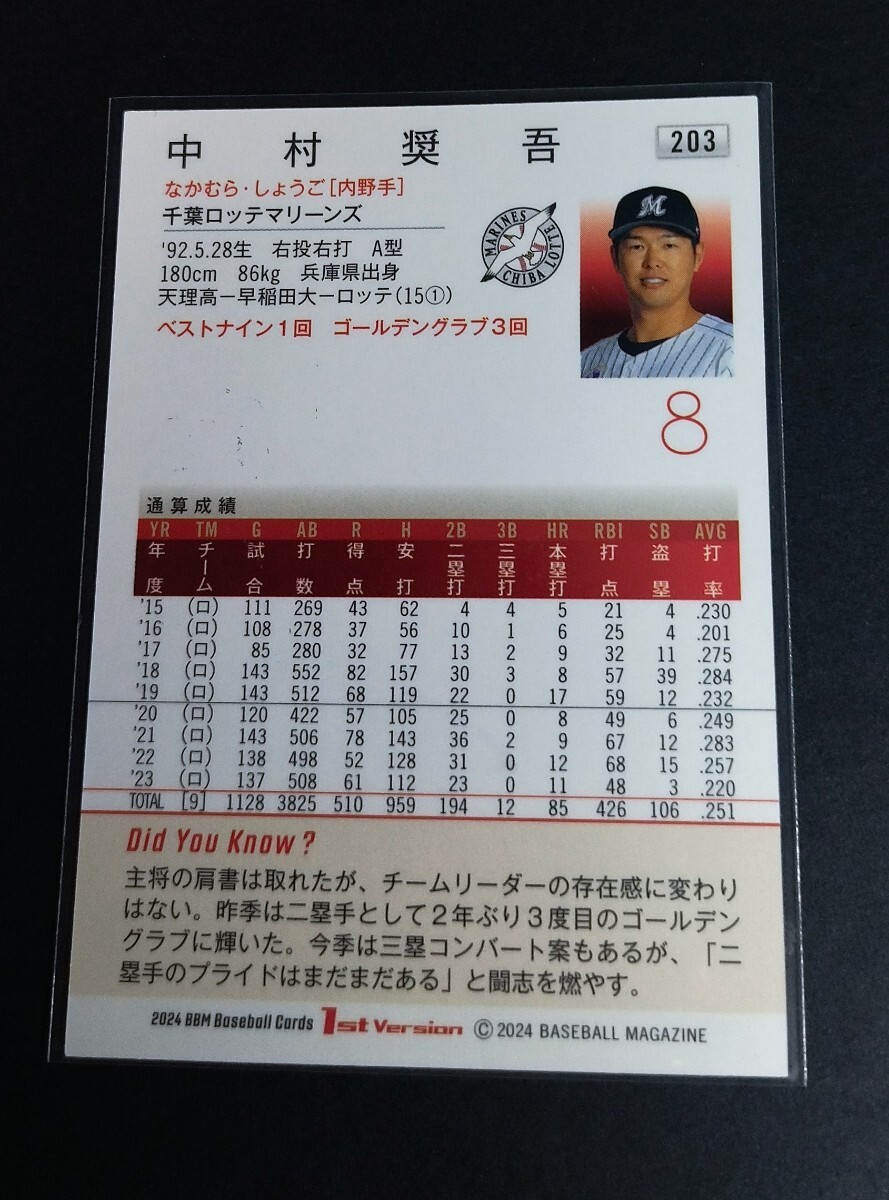 中村奨吾 203
なかむら・しょうご[内野手]
千葉ロッテマリーンズ
'92.5.28生 右投右打 A型
180cm 86kg 兵庫県出身
天理高－早稲田大－ロッテ(15①)
ベストナイン1回 ゴールデングラブ3回
MARINES
CHIBA LOTTE
M
8
通算成績
YR TM G AB R H 2B 3B HR RBI SB AVG
年度 チーム 試合 打数 得点 安打 二塁打 三塁打 本塁打 打点 盗塁 打率
'15 (ロ) 111 269 43 62 4 4 5 21 4 .230
'16 (ロ) 108 278 37 56 10 1 6 25 4 .201
'17 (ロ) 85 280 32 77 13 2 9 32 11 .275
'18 (ロ) 143 552 82 157 30 3 8 57 39 .284
'19 (ロ) 143 512 68 119 22 0 17 59 12 .232
'20 (ロ) 120 422 57 105 25 0 8 49 6 .249
'21 (ロ) 143 506 78 143 36 2 9 67 12 .283
'22 (ロ) 138 498 52 128 31 0 12 68 15 .257
'23 (ロ) 137 508 61 112 23 0 11 48 3 .220
TOTAL [9] 1128 3825 510 959 194 12 85 426 106 .251
Did You Know?
主将の肩書は取れたが、チームリーダーの存在感に変わり
はない。昨季は二塁手として2年ぶり3度目のゴールデン
グラブに輝いた。今季は三塁コンバート案もあるが、「二
塁手のプライドはまだまだある」と闘志を燃やす。
2024 BBM Baseball Cards 1st Version © 2024 BASEBALL MAGAZINE